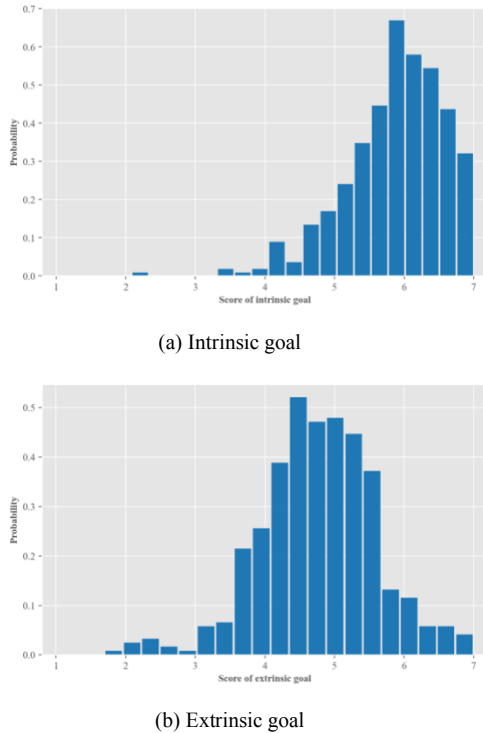 0.7
0.6
0.5
0.4
0.3
0.2
0.1
0.0
Probability
1 2 3 4 5 6 7
Score of intrinsic goal
(a) Intrinsic goal
0.5
0.4
0.3
0.2
0.1
0.0
Probability
1 2 3 4 5 6 7
Score of extrinsic goal
(b) Extrinsic goal